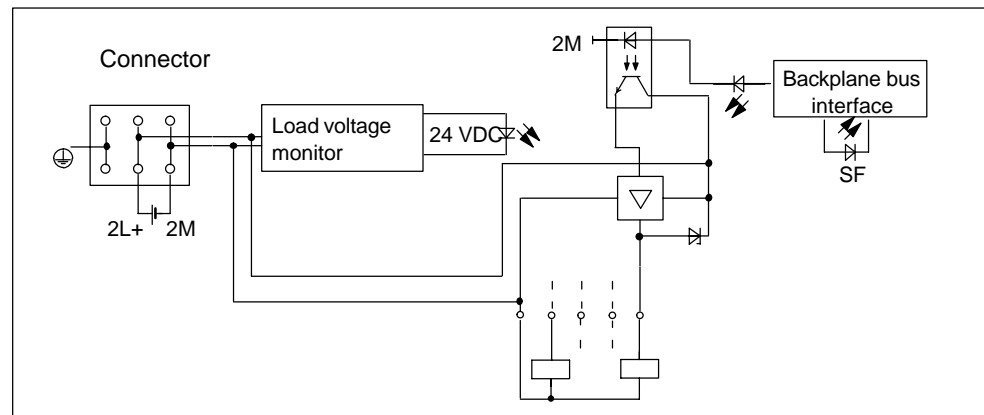 Connector
2M
Backplane bus
interface
Load voltage
monitor
24 VDC
SF
2L+
2M